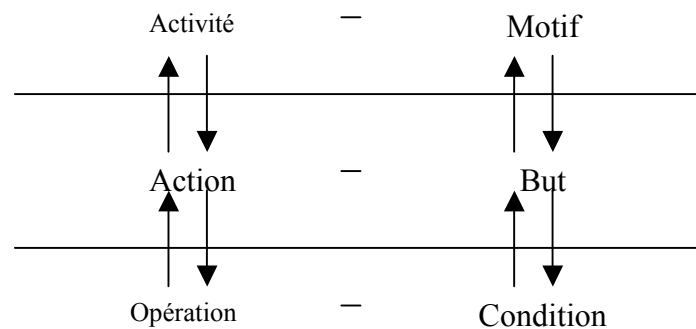 Activité – Motif
Action – But
Opération – Condition